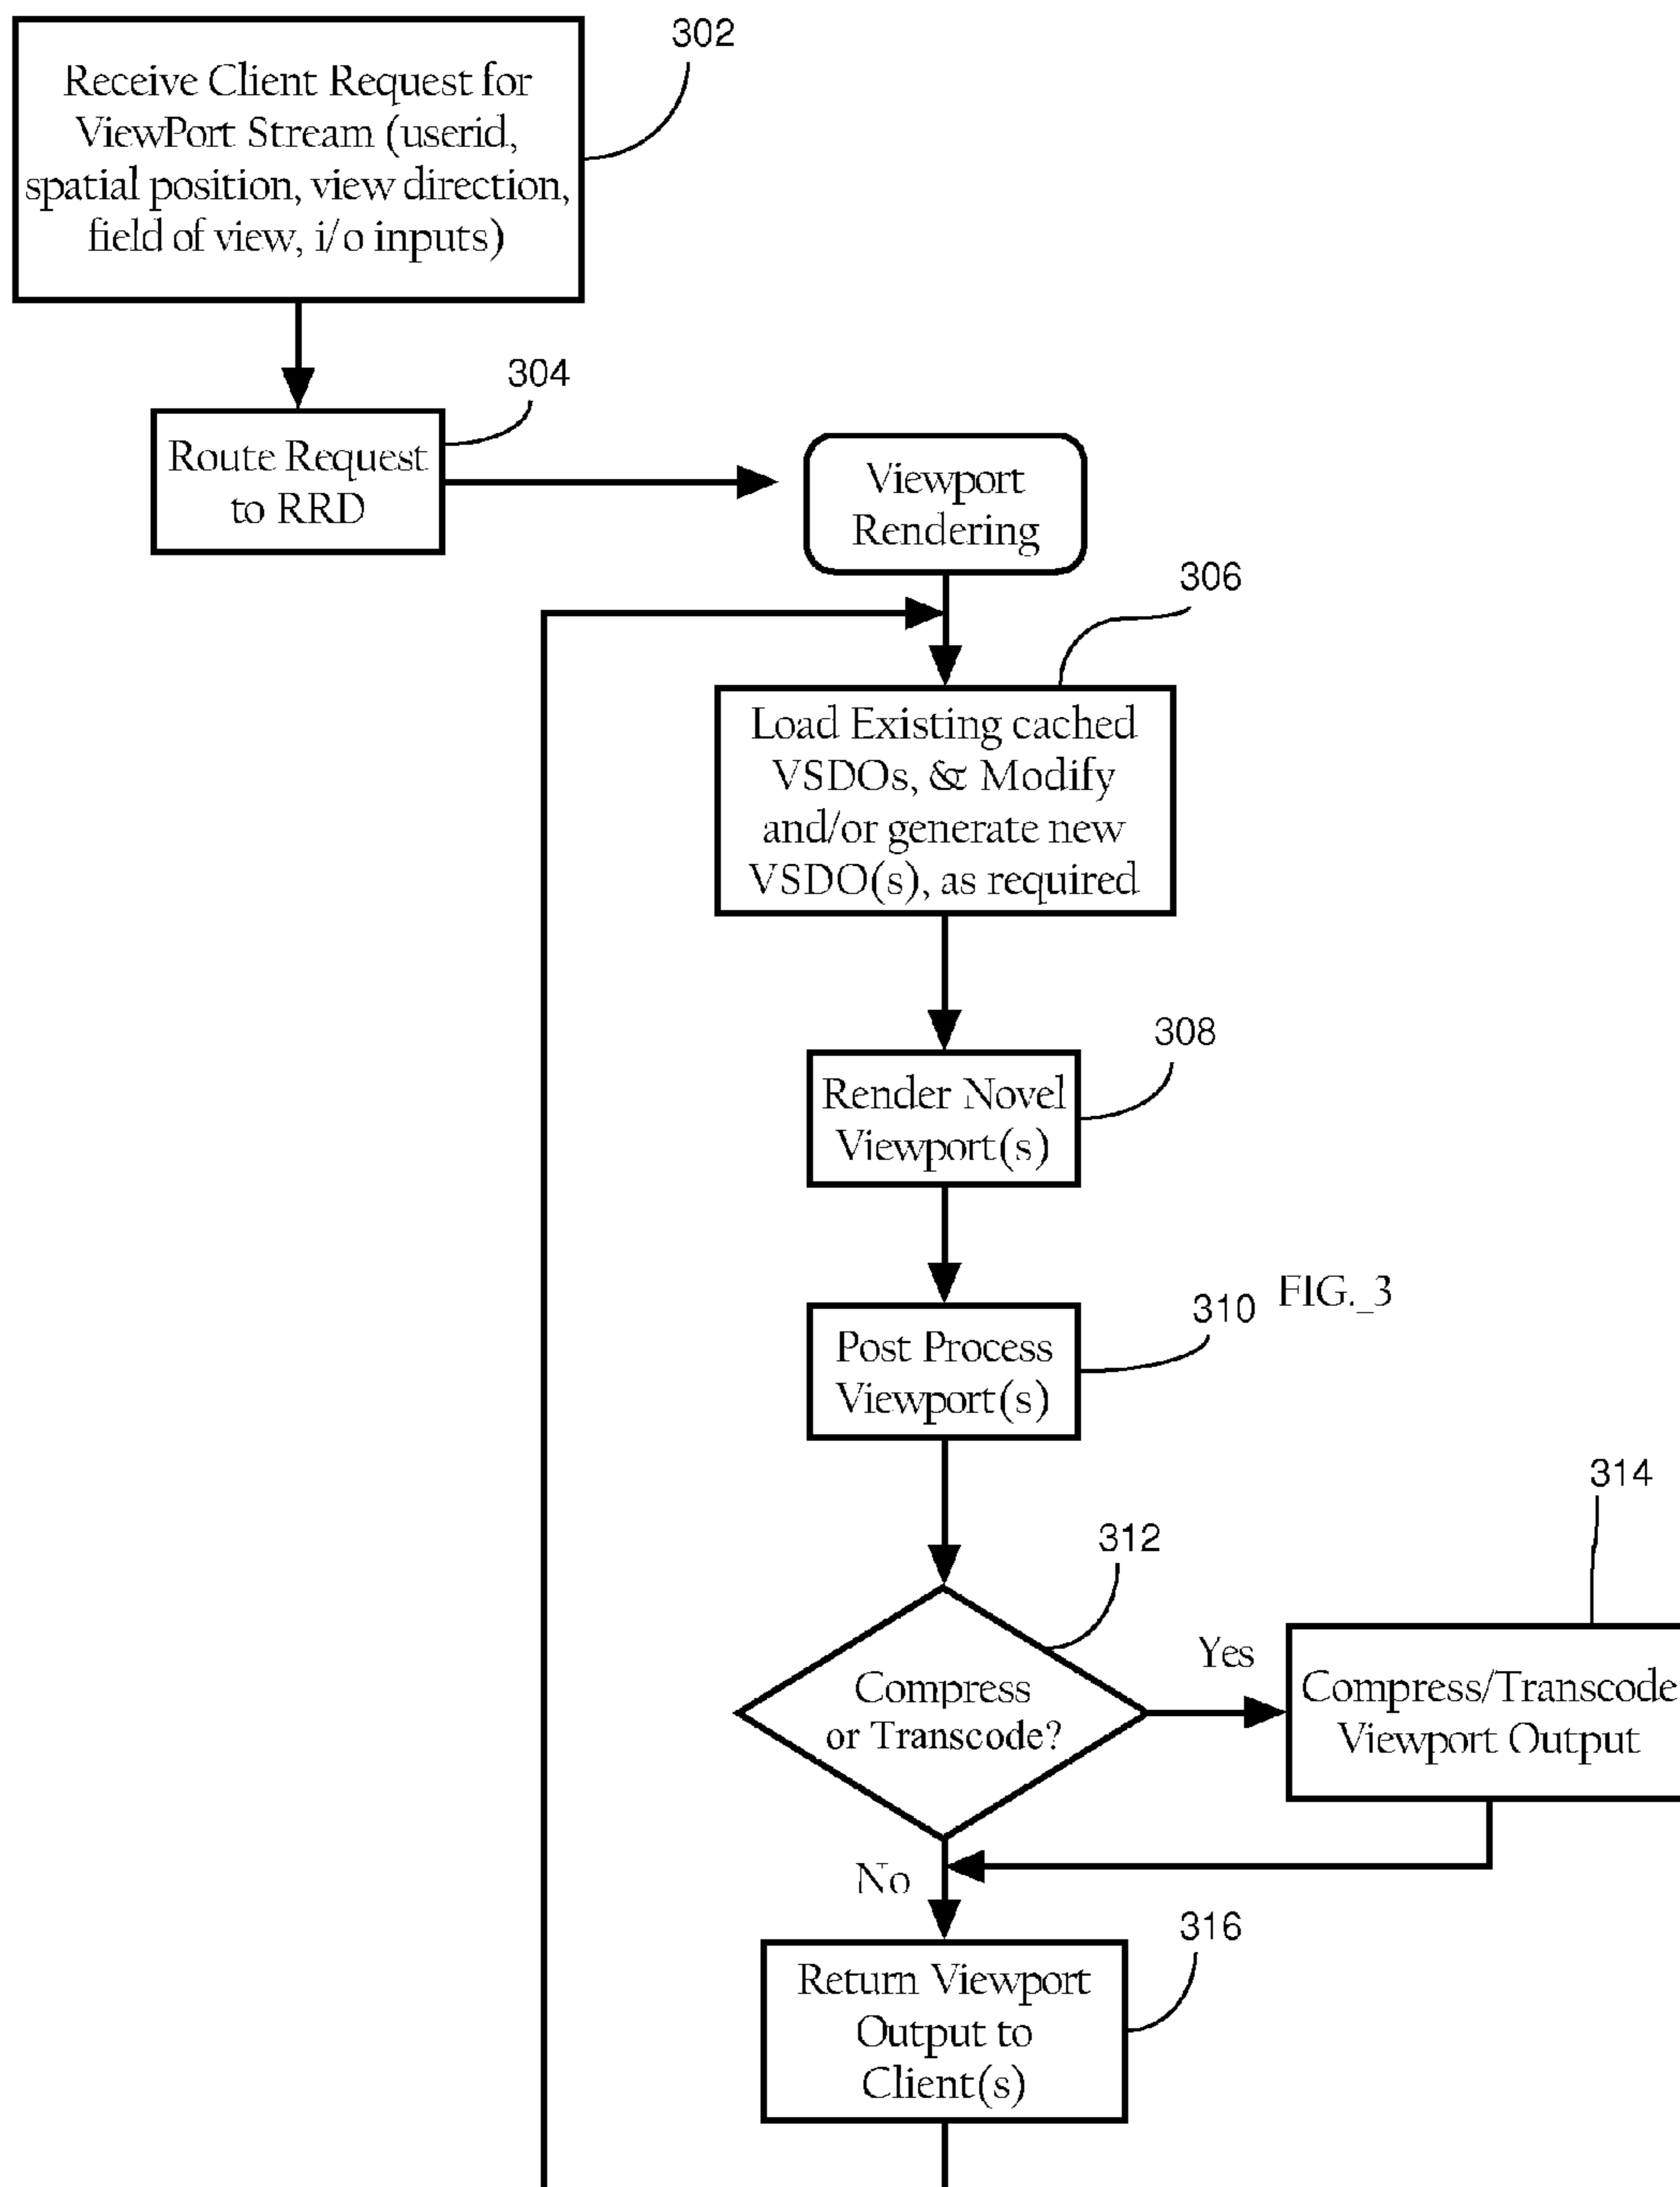 302
Receive Client Request for
ViewPort Stream (userid,
spatial position, view direction,
field of view, i/o inputs)
304
Route Request
to RRD
Viewport
Rendering
306
Load Existing cached
VSDOs, & Modify
and/or generate new
VSDO(s), as required
308
Render Novel
Viewport(s)
310
FIG._3
Post Process
Viewport(s)
312
314
Compress
or Transcode?
Yes
Compress/Transcode
Viewport Output
No
316
Return Viewport
Output to
Client(s)